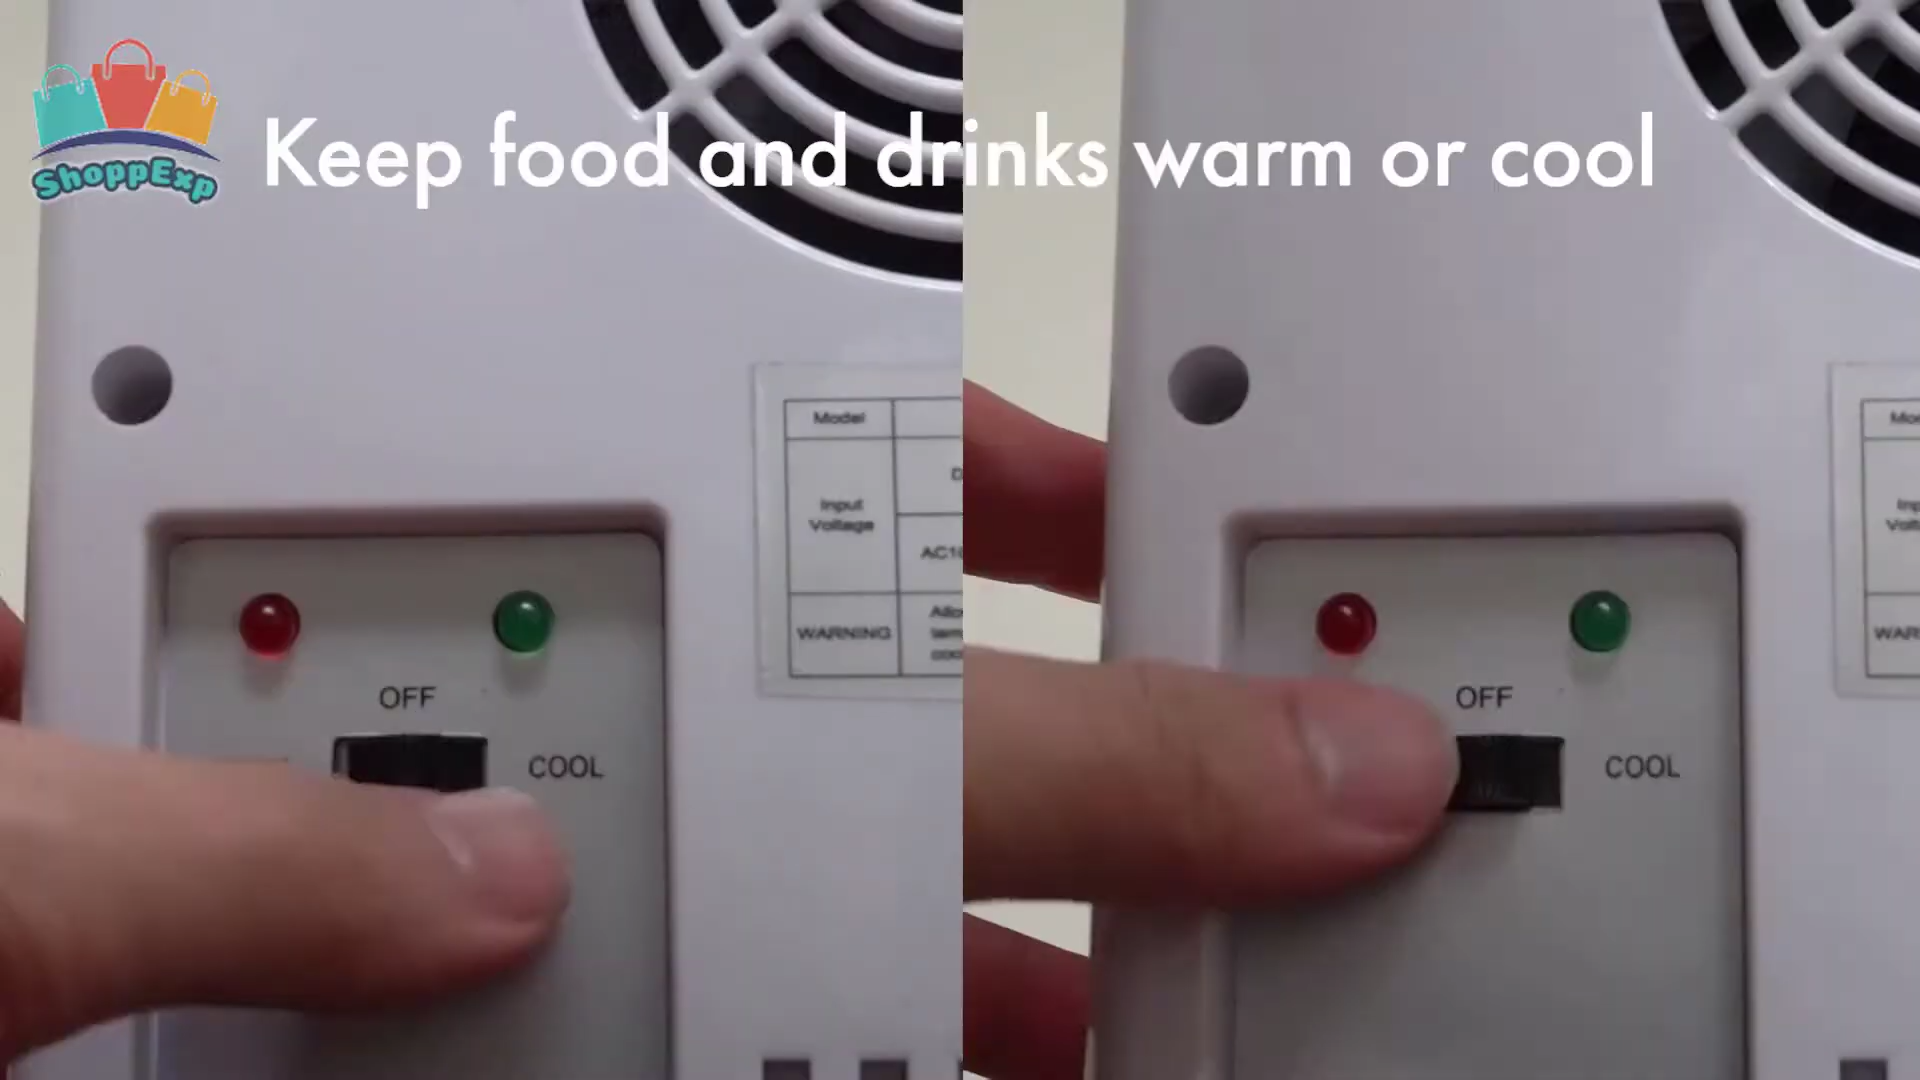 Keep food and drinks warm or cool
ShoppExp
Model
Input
Voltage
WARNING
OFF
COOL
OFF
COOL